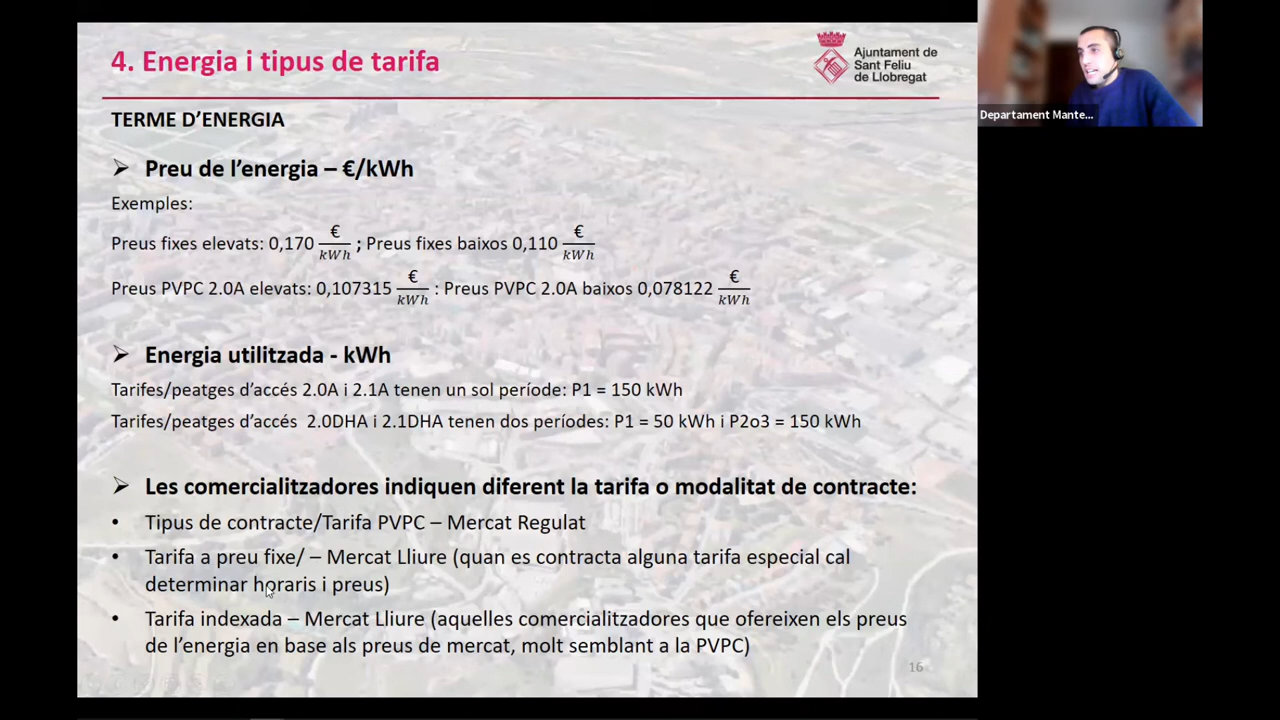 4. Energia i tipus de tarifa
Ajuntament de
Sant Feliu
de Llobregat
Departament Mante...
TERME D’ENERGIA
➢ Preu de l’energia – €/kWh
Exemples:
Preus fixes elevats: 0,170 €/kWh ; Preus fixes baixos 0,110 €/kWh
Preus PVPC 2.0A elevats: 0,107315 €/kWh : Preus PVPC 2.0A baixos 0,078122 €/kWh
➢ Energia utilitzada - kWh
Tarifes/peatges d’accés 2.0A i 2.1A tenen un sol període: P1 = 150 kWh
Tarifes/peatges d’accés 2.0DHA i 2.1DHA tenen dos períodes: P1 = 50 kWh i P2o3 = 150 kWh
➢ Les comercialitzadores indiquen diferent la tarifa o modalitat de contracte:
• Tipus de contracte/Tarifa PVPC – Mercat Regulat
• Tarifa a preu fixe/ – Mercat Lliure (quan es contracta alguna tarifa especial cal
determinar horaris i preus)
• Tarifa indexada – Mercat Lliure (aquelles comercialitzadores que ofereixen els preus
de l’energia en base als preus de mercat, molt semblant a la PVPC)
16